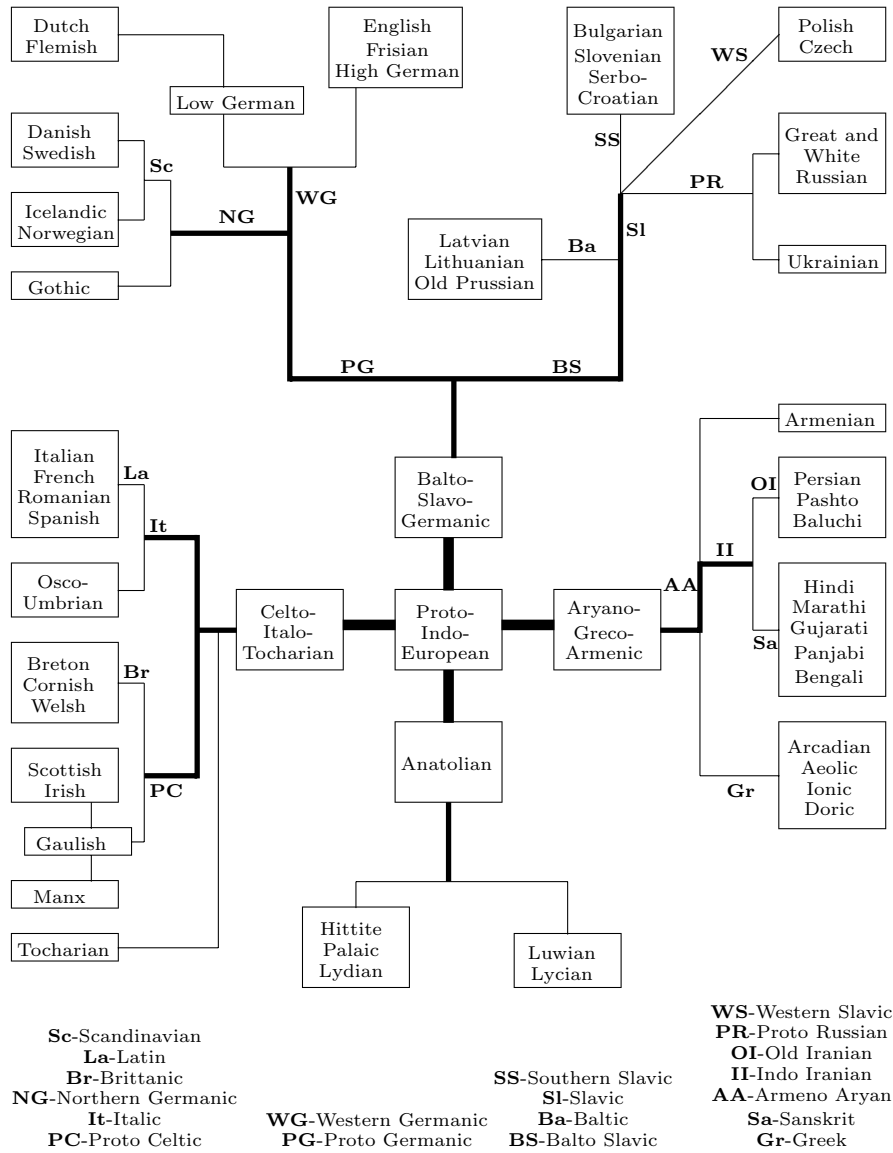 Dutch
Flemish
English
Frisian
High German
Bulgarian
Slovenian
Serbo-
Croatian
Polish
Czech
WS
Low German
Danish
Swedish
Sc
SS
Great and
White
Russian
PR
WG
Icelandic
Norwegian
NG
Latvian
Lithuanian
Old Prussian
Ba
Sl
Ukrainian
Gothic
PG
BS
Armenian
Italian
French
Romanian
Spanish
La
It
Balto-
Slavo-
Germanic
OI
Persian
Pashto
Baluchi
II
Osco-
Umbrian
Celto-
Italo-
Tocharian
Proto-
Indo-
European
Aryano-
Greco-
Armenic
AA
Hindi
Marathi
Gujarati
Panjabi
Bengali
Sa
Breton
Cornish
Welsh
Br
Scottish
Irish
PC
Anatolian
Gr
Arcadian
Aeolic
Ionic
Doric
Gaulish
Manx
Tocharian
Hittite
Palaic
Lydian
Luwian
Lycian
Sc-Scandinavian
La-Latin
Br-Brittanic
NG-Northern Germanic
It-Italic
PC-Proto Celtic
WG-Western Germanic
PG-Proto Germanic
SS-Southern Slavic
Sl-Slavic
Ba-Baltic
BS-Balto Slavic
WS-Western Slavic
PR-Proto Russian
OI-Old Iranian
II-Indo Iranian
AA-Armeno Aryan
Sa-Sanskrit
Gr-Greek